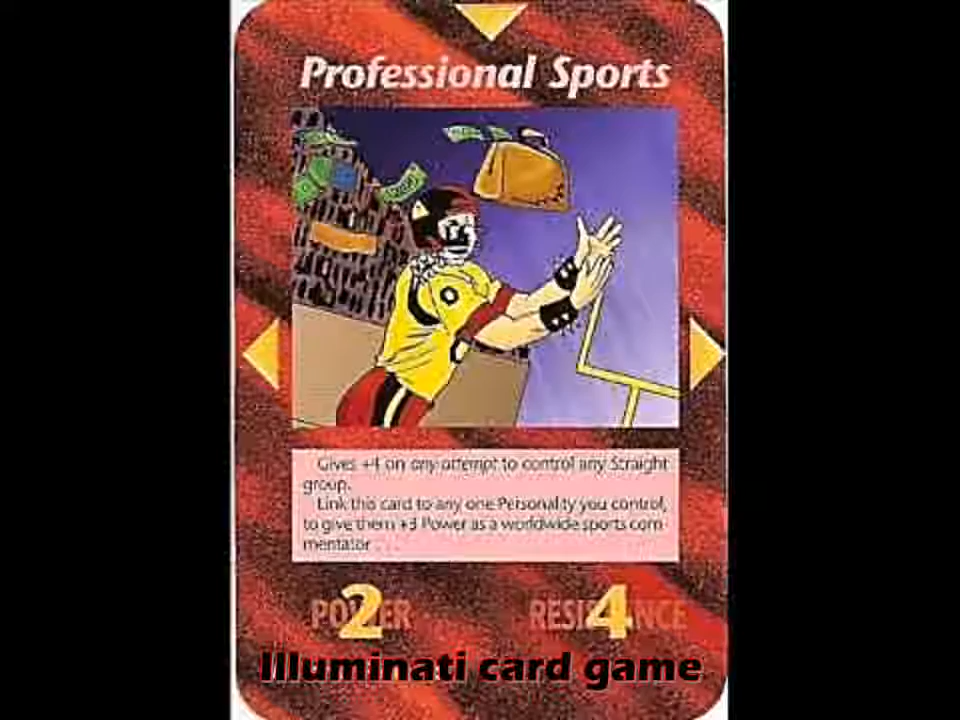 Professional Sports
Gives +4 on any attempt to control any Straight
group.
Link this card to any one Personality you control,
to give them +3 Power as a worldwide sports com
mentator . . .
POWER 2 RESISTANCE 4
Illuminati card game